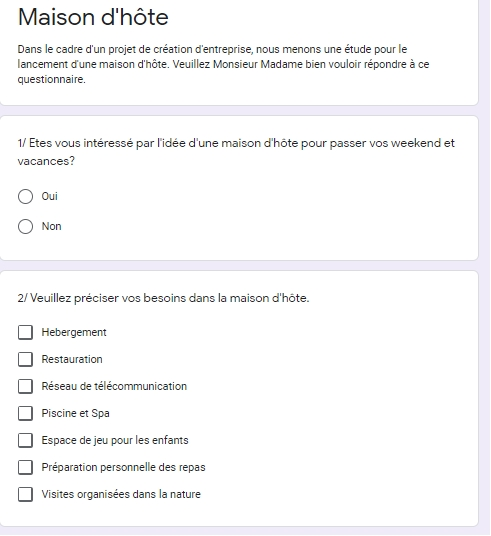 Maison d'hôte
Dans le cadre d'un projet de création d'entreprise, nous menons une étude pour le
lancement d'une maison d'hôte. Veuillez Monsieur Madame bien vouloir répondre à ce
questionnaire.
1/ Etes vous intéressé par l'idée d'une maison d'hôte pour passer vos weekend et
vacances?
Oui
Non
2/ Veuillez préciser vos besoins dans la maison d'hôte.
Hebergement
Restauration
Réseau de télécommunication
Piscine et Spa
Espace de jeu pour les enfants
Préparation personnelle des repas
Visites organisées dans la nature